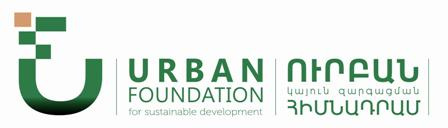 URBAN
FOUNDATION
for sustainable development
ՈՒՐԲԱՆ
կայուն զարգացման
ՀԻՄՆԱԴՐԱՄ